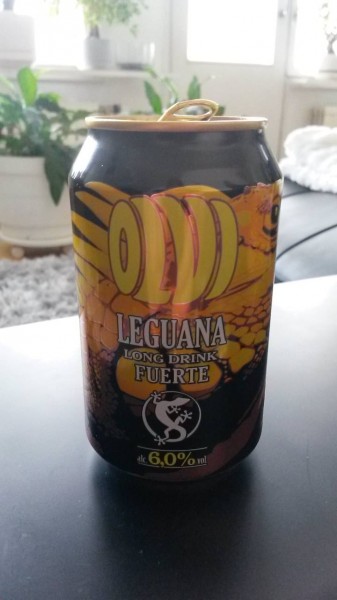 OLVI
LEGUANA
LONG DRINK
FUERTE
alc 6,0% vol